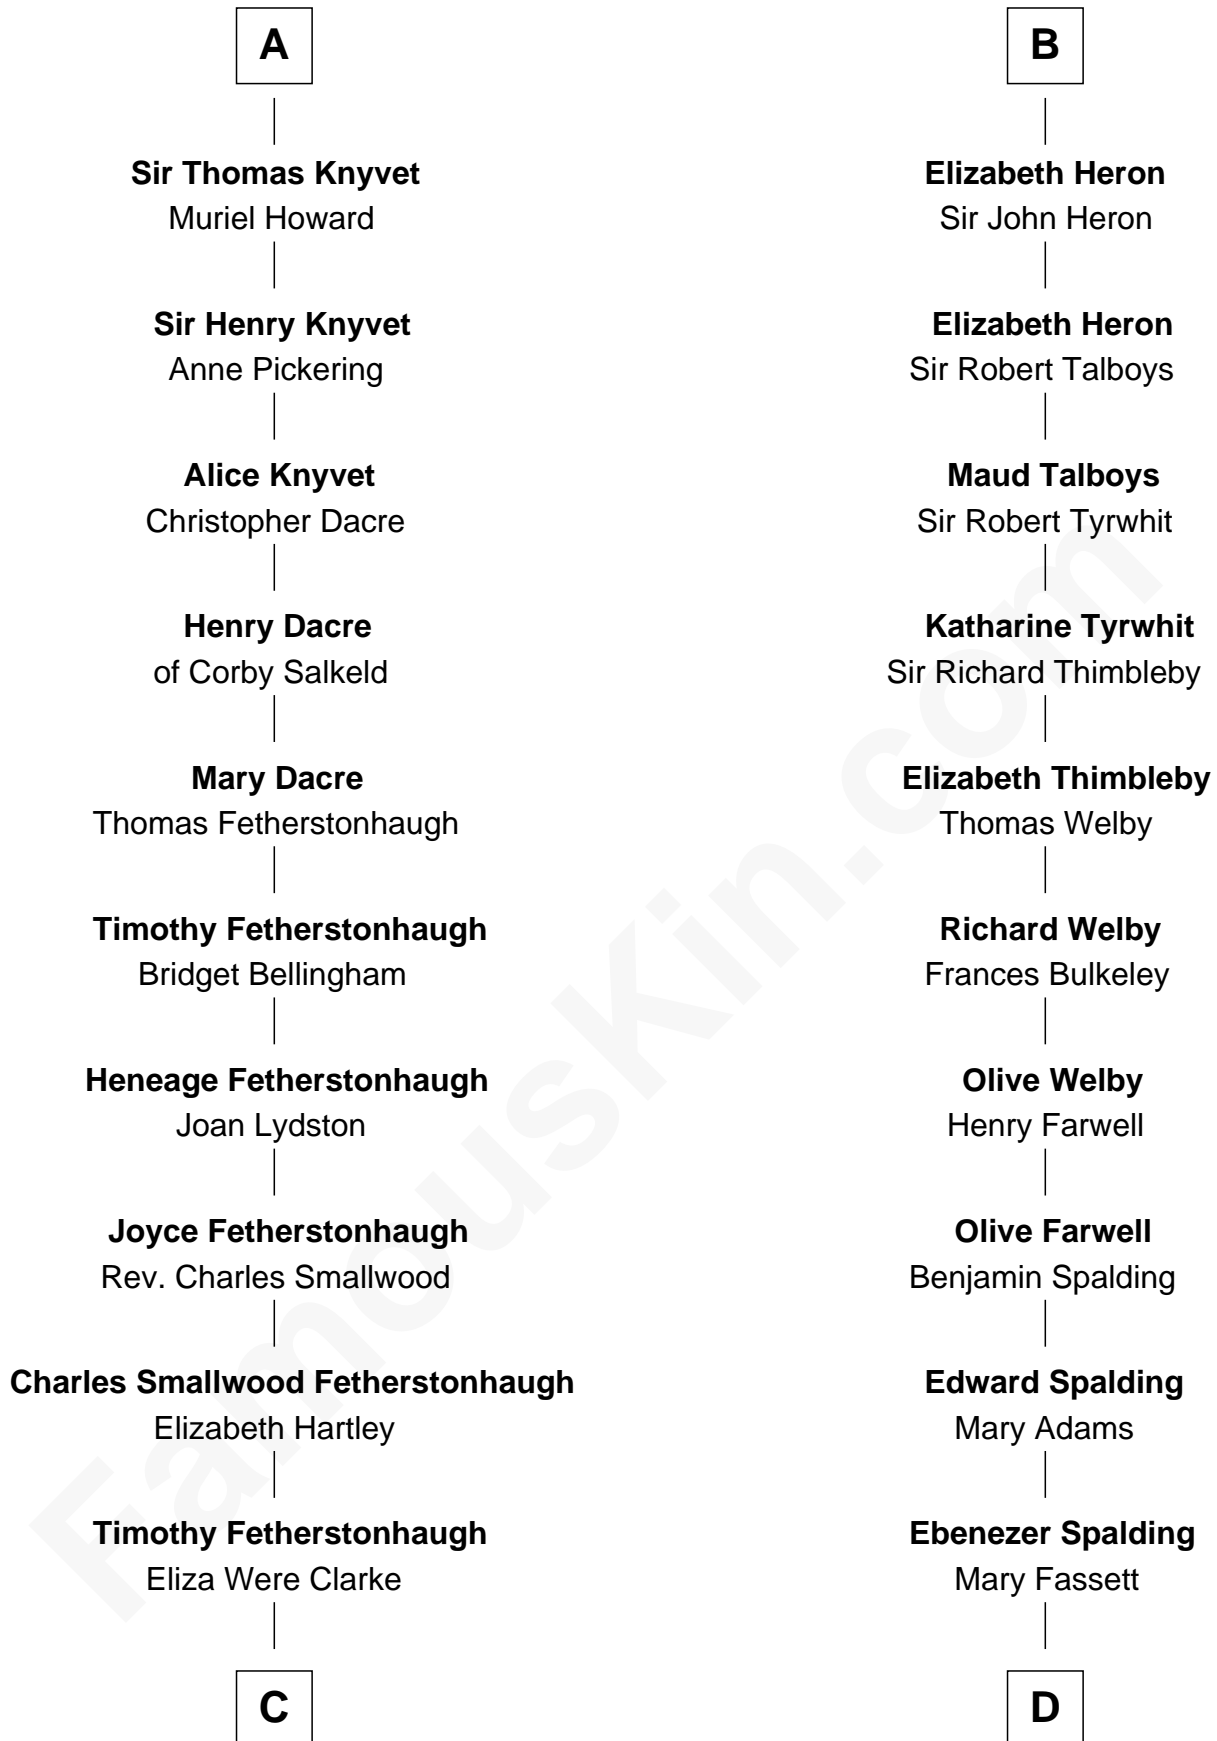 A
Sir Thomas Knyvet
Muriel Howard
Sir Henry Knyvet
Anne Pickering
Alice Knyvet
Christopher Dacre
Henry Dacre
of Corby Salkeld
Mary Dacre
Thomas Fetherstonhaugh
Timothy Fetherstonhaugh
Bridget Bellingham
Heneage Fetherstonhaugh
Joan Lydston
Joyce Fetherstonhaugh
Rev. Charles Smallwood
Charles Smallwood Fetherstonhaugh
Elizabeth Hartley
Timothy Fetherstonhaugh
Eliza Were Clarke
C
B
Elizabeth Heron
Sir John Heron
Elizabeth Heron
Sir Robert Talboys
Maud Talboys
Sir Robert Tyrwhit
Katharine Tyrwhit
Sir Richard Thimbleby
Elizabeth Thimbleby
Thomas Welby
Richard Welby
Frances Bulkeley
Olive Welby
Henry Farwell
Olive Farwell
Benjamin Spalding
Edward Spalding
Mary Adams
Ebenezer Spalding
Mary Fassett
D
FamousKin.com